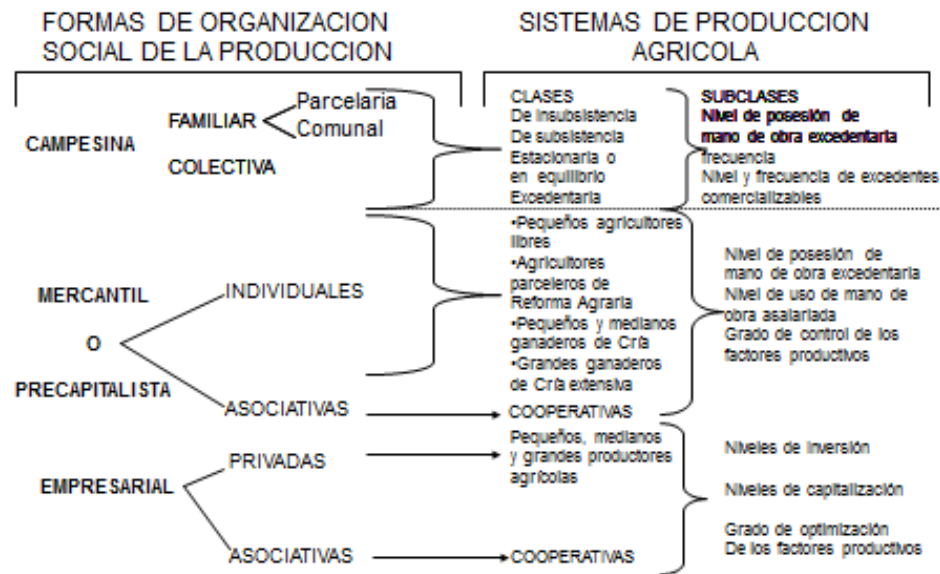 FORMAS DE ORGANIZACION
SOCIAL DE LA PRODUCCION
SISTEMAS DE PRODUCCION
AGRICOLA
CAMPESINA
FAMILIAR
Parcelaria
Comunal
COLECTIVA
CLASES
De insubsistencia
De subsistencia
Estacionaria o
en equilibrio
Excedentaria
SUBCLASES
Nivel de posesión de
mano de obra excedentaria
frecuencia
Nivel y frecuencia de excedentes
comercializables
MERCANTIL
O
PRECAPITALISTA
INDIVIDUALES
ASOCIATIVAS
•Pequeños agricultores
libres
•Agricultores
parceleros de
Reforma Agraria
•Pequeños y medianos
ganaderos de Cría
•Grandes ganaderos
de Cría extensiva
COOPERATIVAS
Nivel de posesión de
mano de obra excedentaria
Nivel de uso de mano de
obra asalariada
Grado de control de los
factores productivos
EMPRESARIAL
PRIVADAS
ASOCIATIVAS
Pequeños, medianos
y grandes productores
agrícolas
COOPERATIVAS
Niveles de inversión
Niveles de capitalización
Grado de optimización
De los factores productivos